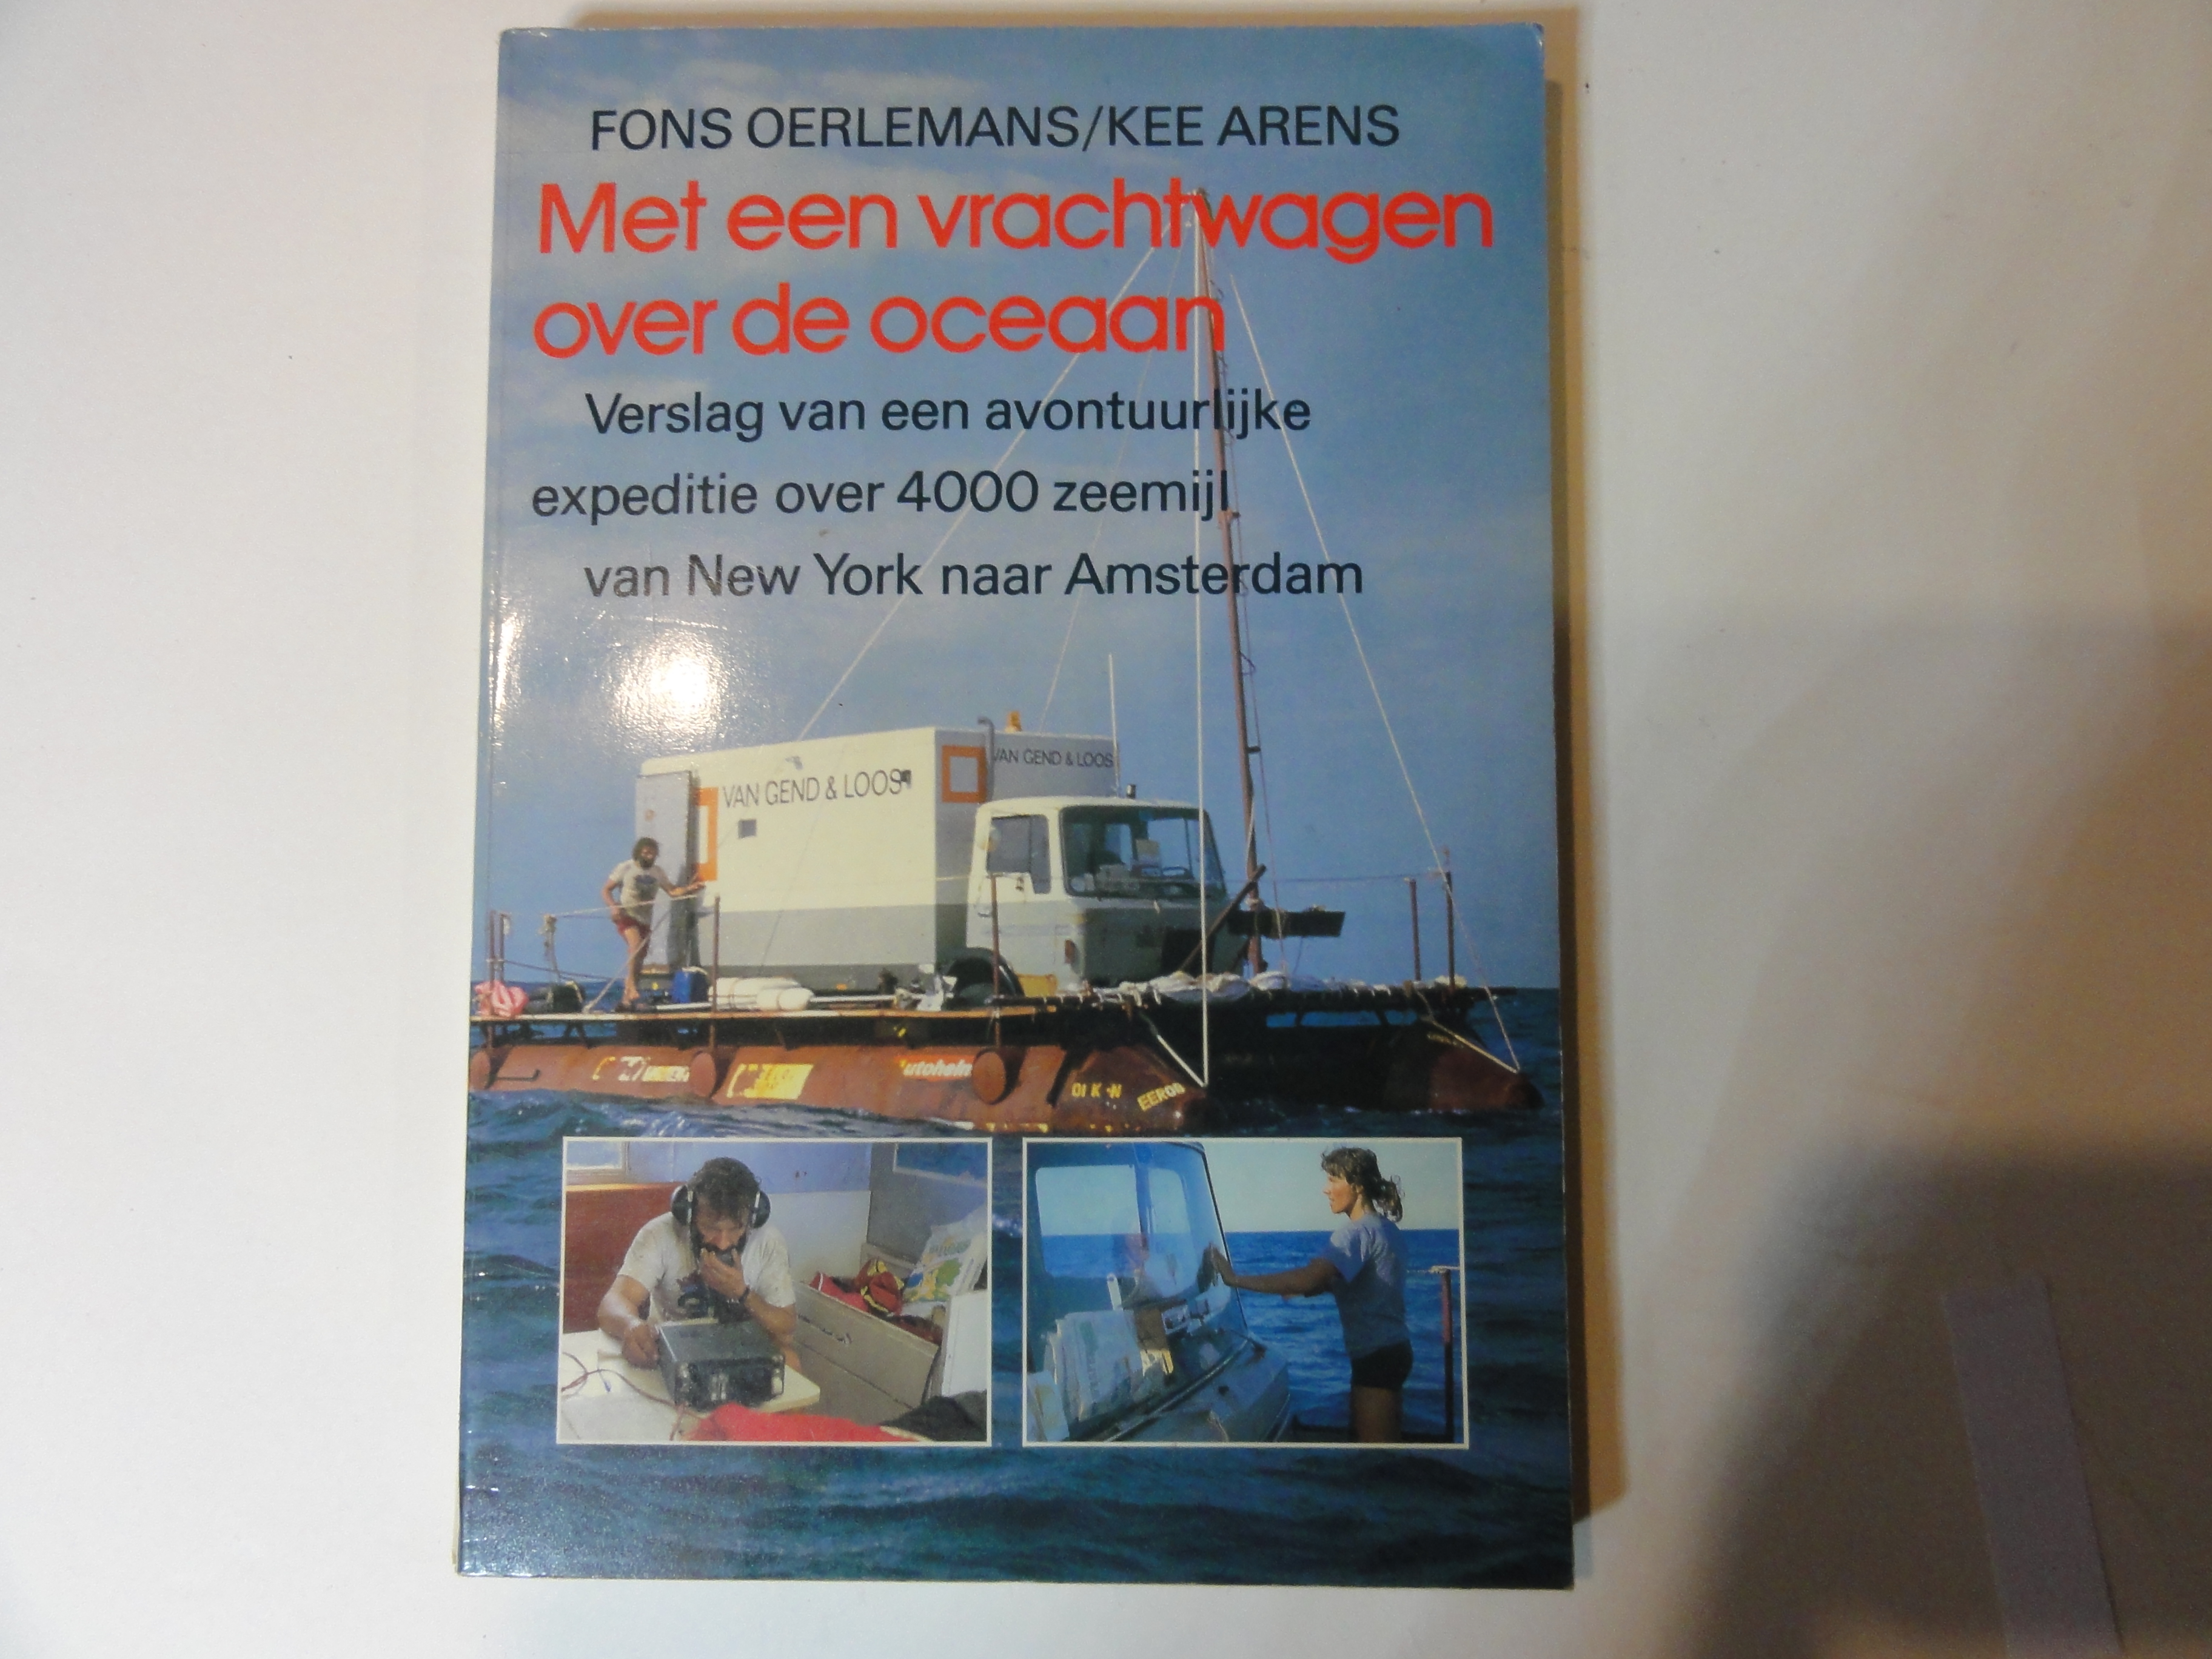 FONS OERLEMANS/KEE ARENS
Met een vrachtwagen
over de oceaan
Verslag van een avontuurlijke
expeditie over 4000 zeemijl
van New York naar Amsterdam
VAN GEND & LOOS
VAN GEND & LOOS